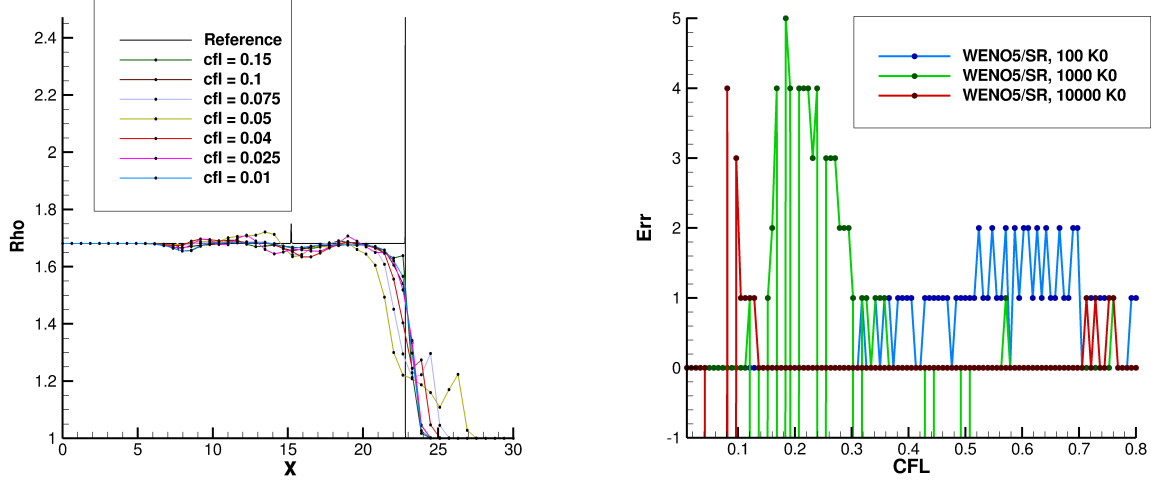 Reference
cfl = 0.15
cfl = 0.1
cfl = 0.075
cfl = 0.05
cfl = 0.04
cfl = 0.025
cfl = 0.01
2.4
2.2
2
1.8
1.6
1.4
1.2
1
Rho
0 5 10 15 20 25 30
X
WENO5/SR, 100 K0
WENO5/SR, 1000 K0
WENO5/SR, 10000 K0
5
4
3
2
1
0
-1
Err
0.1 0.2 0.3 0.4 0.5 0.6 0.7 0.8
CFL